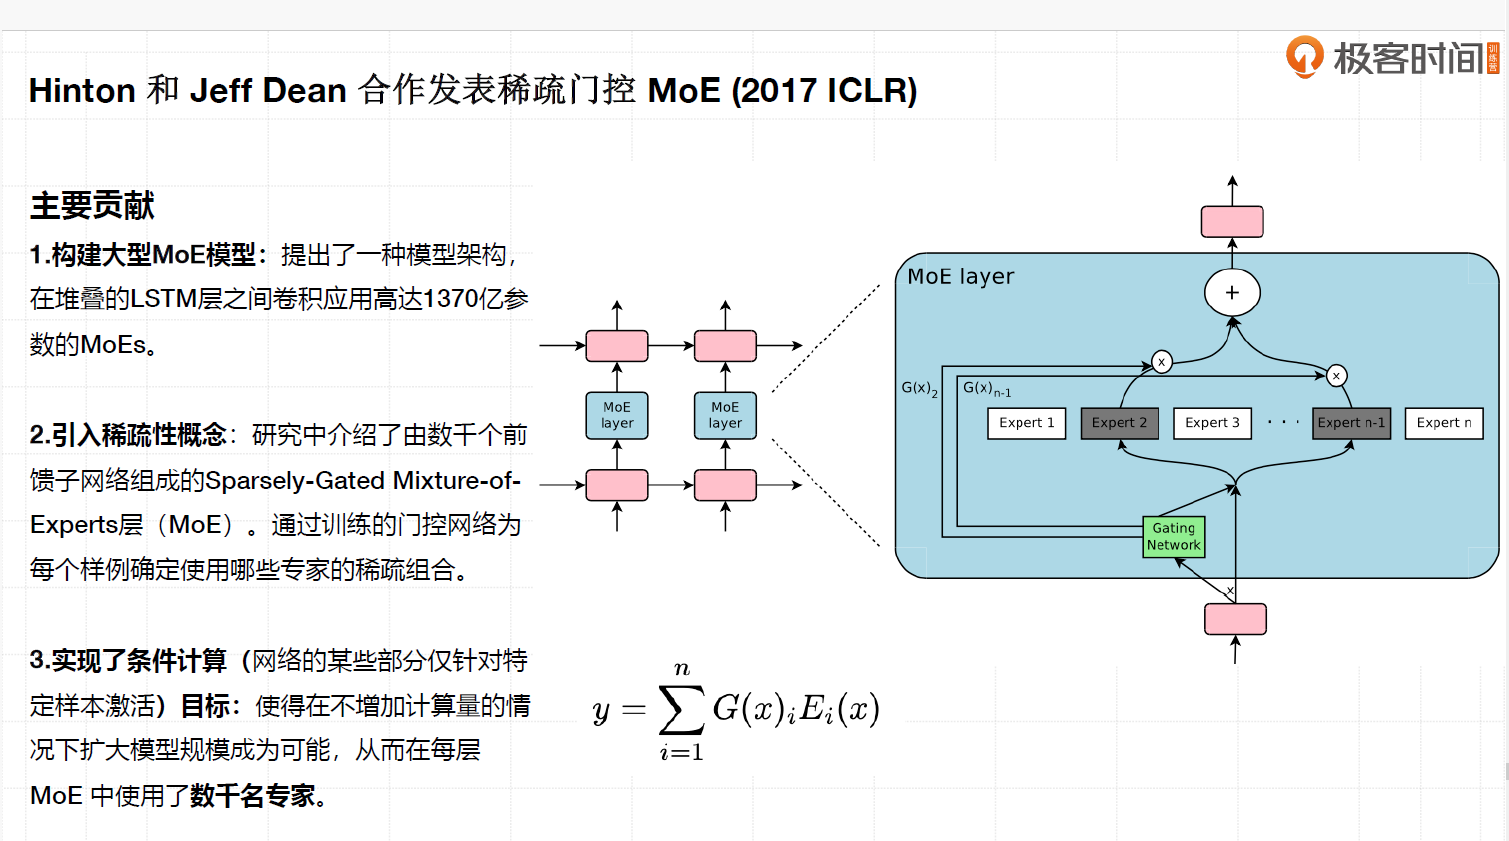 极客时间 训练营
Hinton 和 Jeff Dean 合作发表稀疏门控 MoE (2017 ICLR)
主要贡献
1.构建大型MoE模型：提出了一种模型架构，
在堆叠的LSTM层之间卷积应用高达1370亿参
数的MoEs。
2.引入稀疏性概念：研究中介绍了由数千个前
馈子网络组成的Sparsely-Gated Mixture-of-
Experts层（MoE）。通过训练的门控网络为
每个样例确定使用哪些专家的稀疏组合。
3.实现了条件计算（网络的某些部分仅针对特
定样本激活）目标：使得在不增加计算量的情
况下扩大模型规模成为可能，从而在每层
MoE 中使用了数千名专家。
MoE
layer
MoE
layer
MoE layer
+
x
x
G(x)₂
G(x)ₙ₋₁
Expert 1
Expert 2
Expert 3
· · ·
Expert n-1
Expert n
Gating
Network
x
y = \sum_{i=1}^{n} G(x)_i E_i(x)